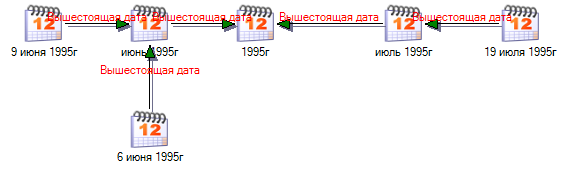 Вышестоящая дата
Вышестоящая дата
Вышестоящая дата
Вышестоящая дата
12
12
12
12
12
9 июня 1995г
июнь 1995г
1995г
июль 1995г
19 июля 1995г
Вышестоящая дата
12
6 июня 1995г